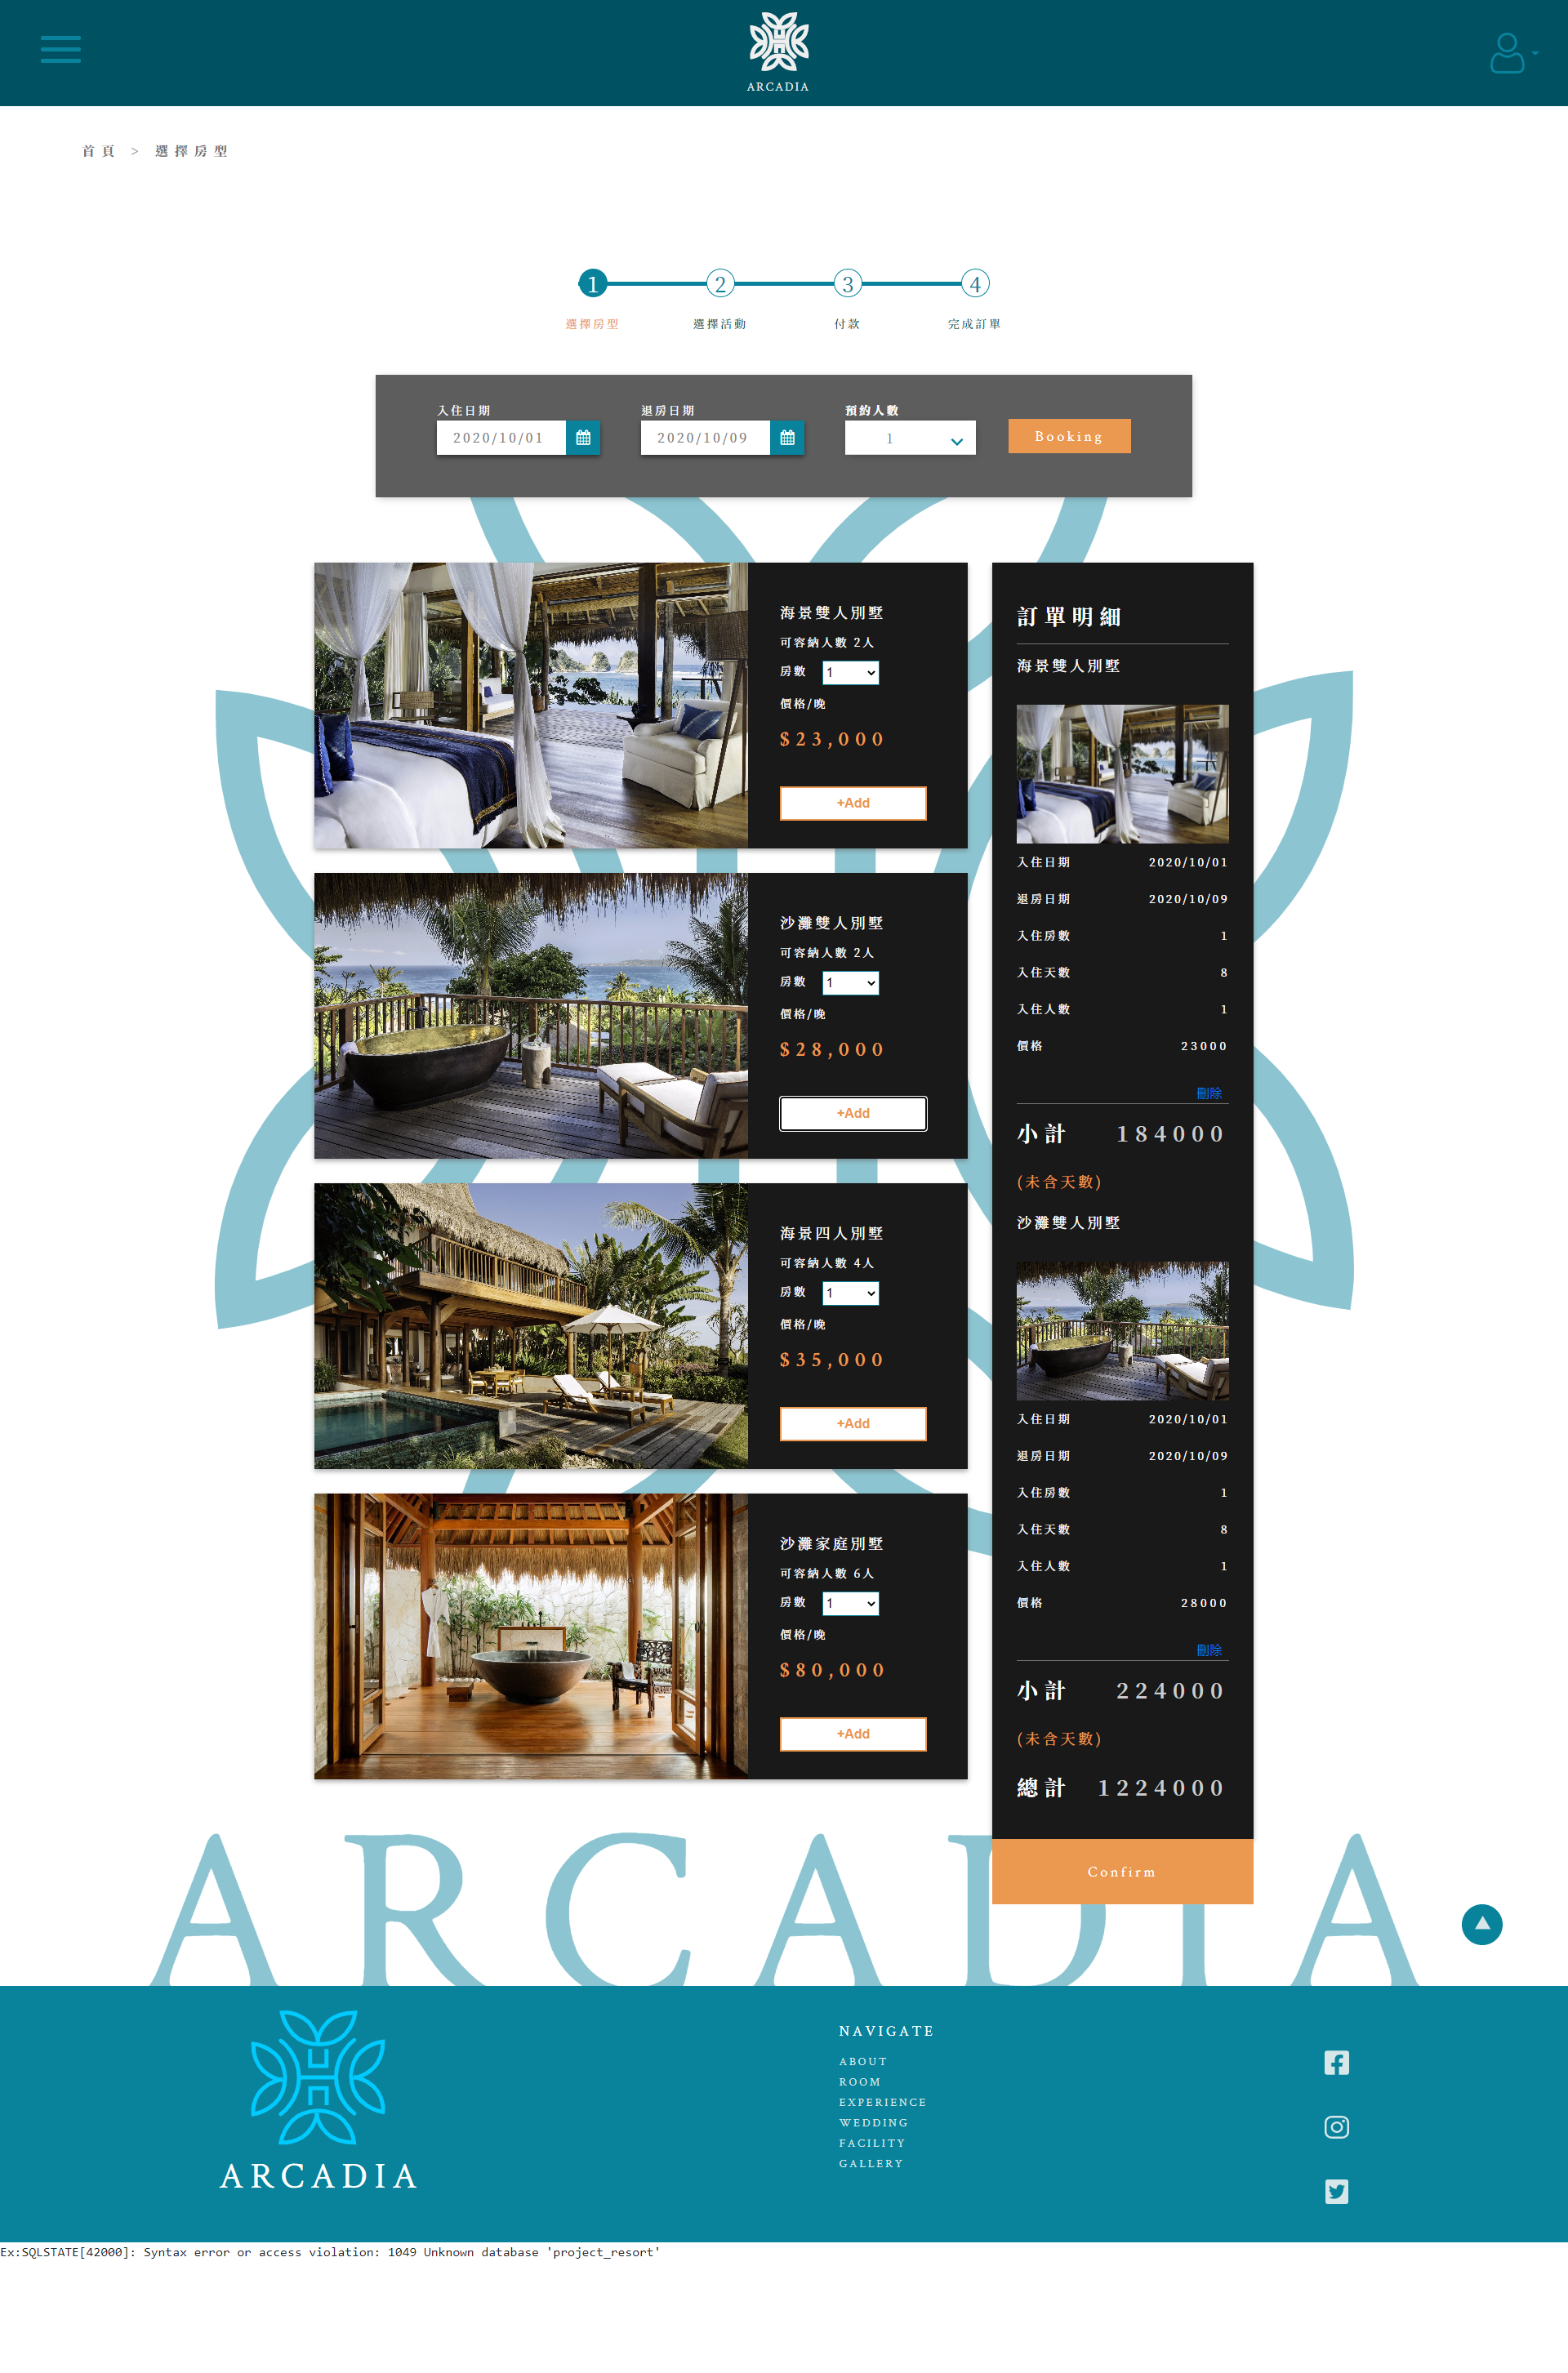 ARCADIA
首頁 > 選擇房型
1 2 3 4
選擇房型 選擇活動 付款 完成訂單
入住日期 退房日期 預約人數
2020/10/01 2020/10/09 1 Booking
海景雙人別墅
可容納人數 2人
房數 1
價格/晚
$23,000
+Add
沙灘雙人別墅
可容納人數 2人
房數 1
價格/晚
$28,000
+Add
海景四人別墅
可容納人數 4人
房數 1
價格/晚
$35,000
+Add
沙灘家庭別墅
可容納人數 6人
房數 1
價格/晚
$80,000
+Add
訂單明細
海景雙人別墅
入住日期 2020/10/01
退房日期 2020/10/09
入住房數 1
入住天數 8
入住人數 1
價格 23000
刪除
小計 184000
(未含天數)
沙灘雙人別墅
入住日期 2020/10/01
退房日期 2020/10/09
入住房數 1
入住天數 8
入住人數 1
價格 28000
刪除
小計 224000
(未含天數)
總計 1224000
Confirm
ARCADIA
ARCADIA
NAVIGATE
ABOUT
ROOM
EXPERIENCE
WEDDING
FACILITY
GALLERY
Ex:SQLSTATE[42000]: Syntax error or access violation: 1049 Unknown database 'project_resort'